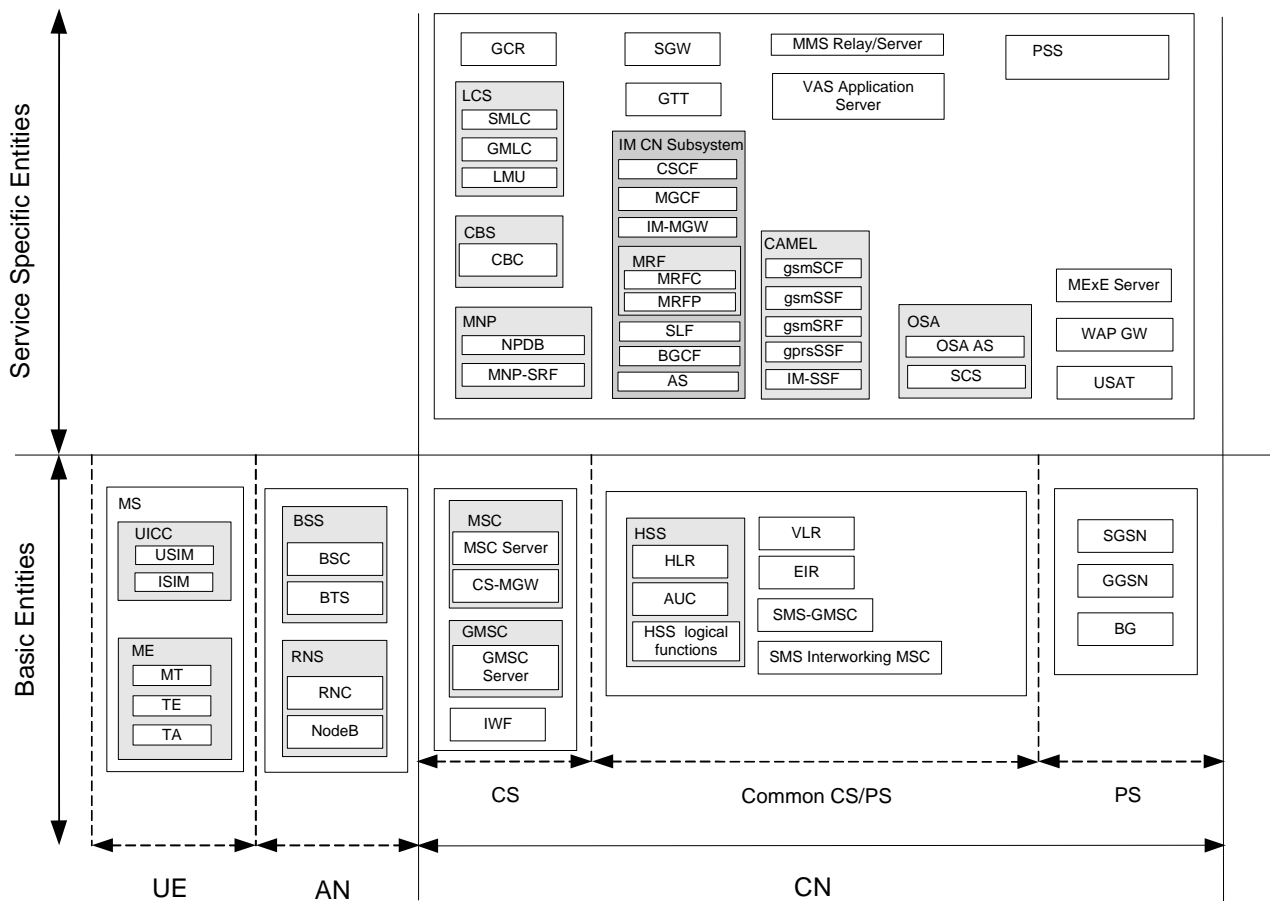 Service Specific Entities
GCR
SGW
MMS Relay/Server
PSS
VAS Application
Server
GTT
LCS
SMLC
GMLC
LMU
IM CN Subsystem
CSCF
MGCF
IM-MGW
MRF
MRFC
MRFP
SLF
BGCF
AS
CBS
CBC
MNP
NPDB
MNP-SRF
CAMEL
gsmSCF
gsmSSF
gsmSRF
gprsSSF
IM-SSF
OSA
OSA AS
SCS
MExE Server
WAP GW
USAT
Basic Entities
MS
UICC
USIM
ISIM
ME
MT
TE
TA
BSS
BSC
BTS
RNS
RNC
NodeB
MSC
MSC Server
CS-MGW
GMSC
GMSC
Server
IWF
HSS
HLR
AUC
HSS logical
functions
VLR
EIR
SMS-GMSC
SMS Interworking MSC
SGSN
GGSN
BG
CS
Common CS/PS
PS
UE
AN
CN